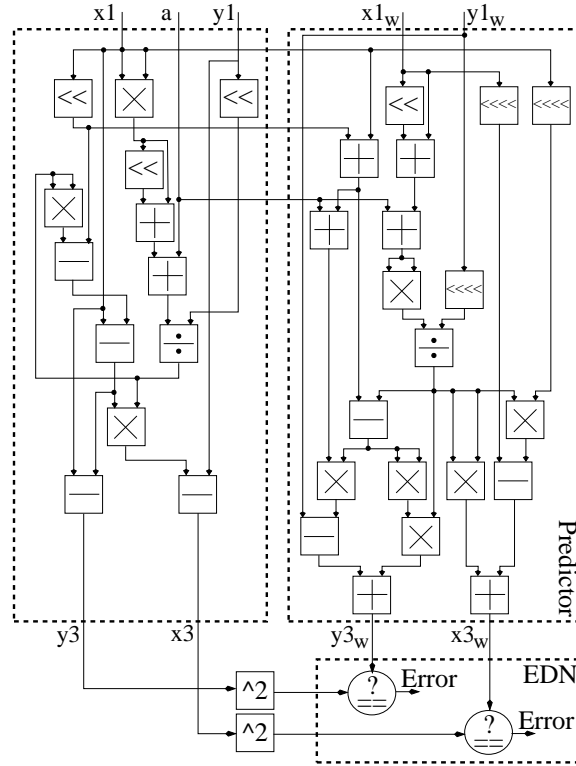 x1 a y1 x1w y1w
<< × << << <<<< <<<<
<< + +
× + + +
− + × <<<<
− ÷ ÷
× − ×
− − × × × −
− ×
+ +
Predictor
y3 x3 y3w x3w
EDN
^2 ? == Error
^2 ? == Error